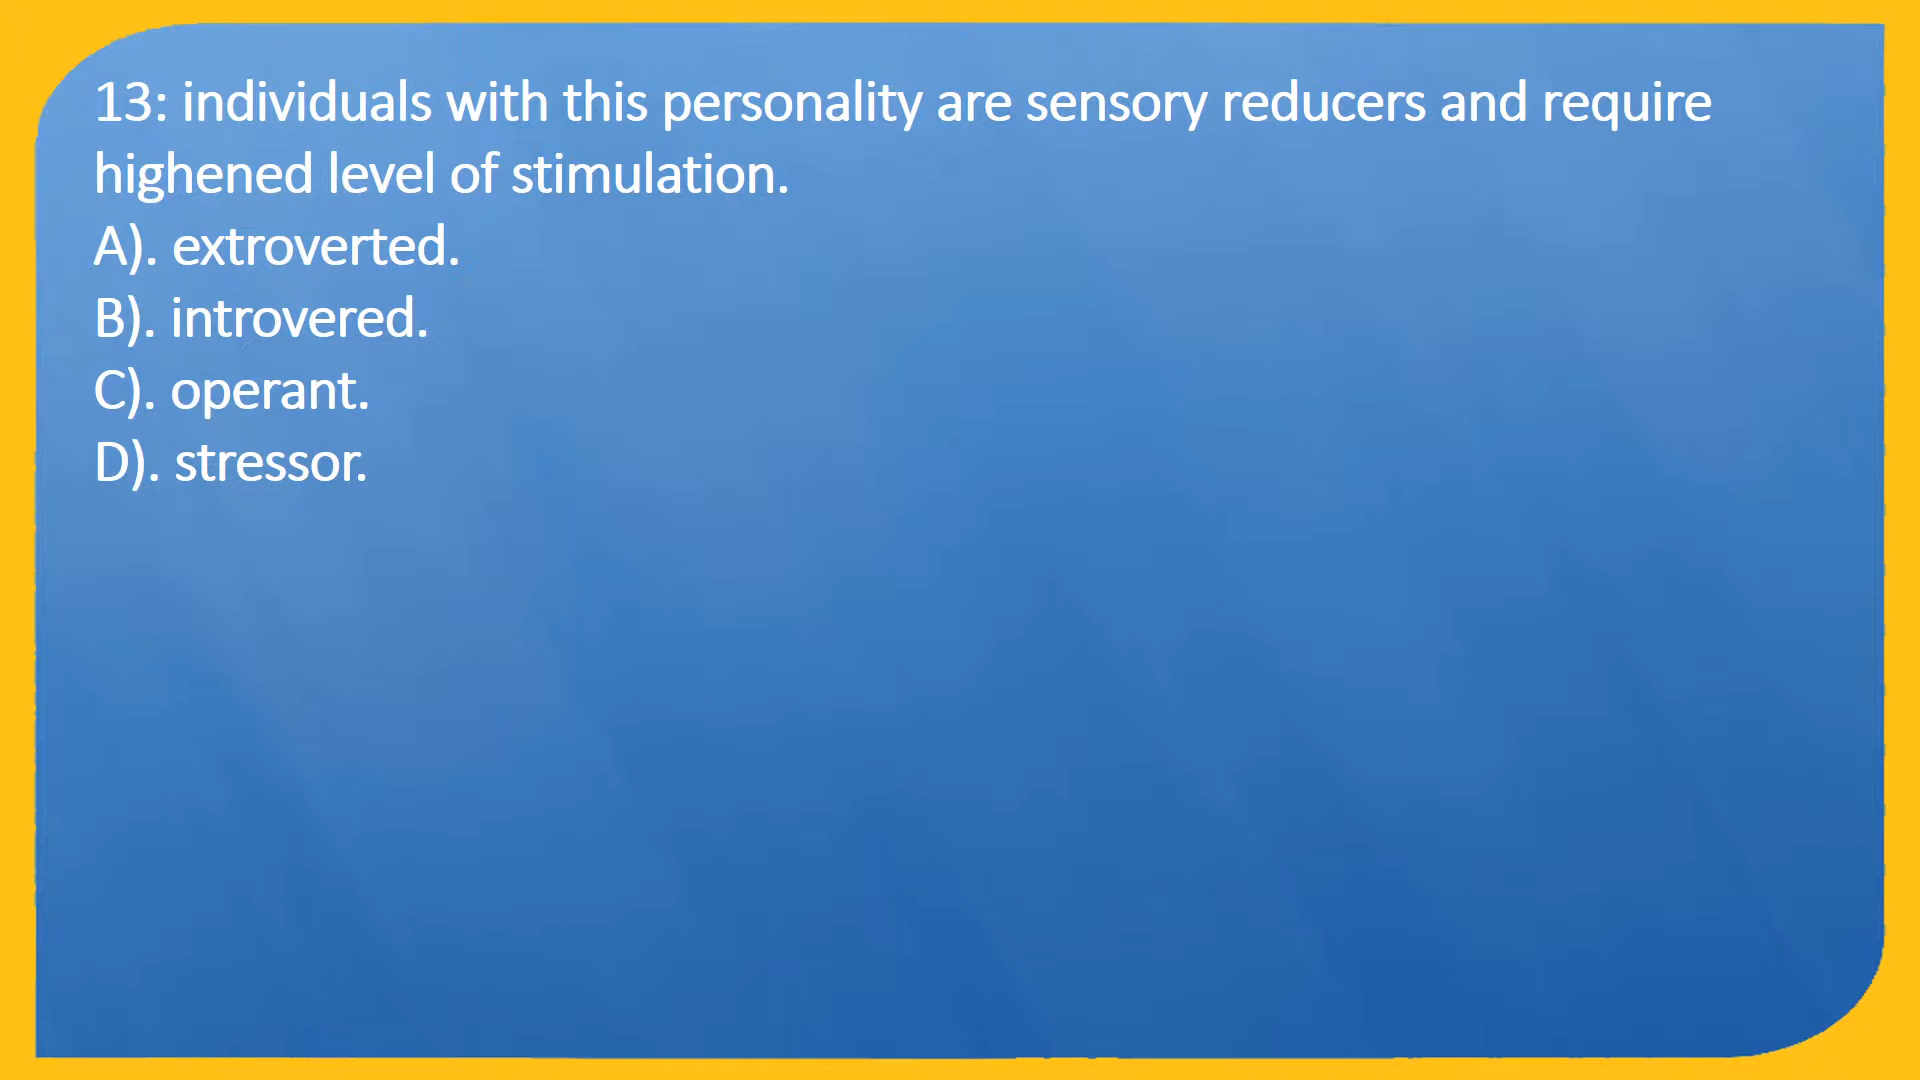 13: individuals with this personality are sensory reducers and require
highened level of stimulation.
A). extroverted.
B). introvered.
C). operant.
D). stressor.